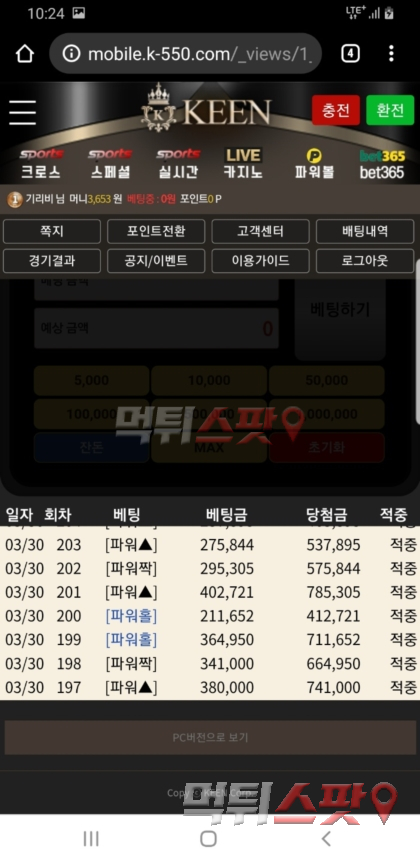 10:24 LTE+
mobile.k-550.com/_views/1_ 4
KEEN 충전 환전
sports sports sports LIVE P bet365
크로스 스페셜 실시간 카지노 파워볼 bet365
기리비 님 머니3,653 원 베팅중 : 0원 포인트0 P
쪽지 포인트전환 고객센터 배팅내역
경기결과 공지/이벤트 이용가이드 로그아웃
베팅하기
예상 금액 0
5,000 10,000 50,000
100,000
먹튀스팟
잔돈 MAX 초기화
일자 회차 베팅 베팅금 당첨금 적중
03/30 203 [파워▲] 275,844 537,895 적중
03/30 202 [파워짝] 295,305 575,844 적중
03/30 201 [파워▲] 402,721 785,305 적중
03/30 200 [파워홀] 211,652 412,721 적중
03/30 199 [파워홀] 364,950 711,652 적중
03/30 198 [파워짝] 341,000 664,950 적중
03/30 197 [파워▲] 380,000 741,000 적중
PC버전으로 보기
먹튀스팟